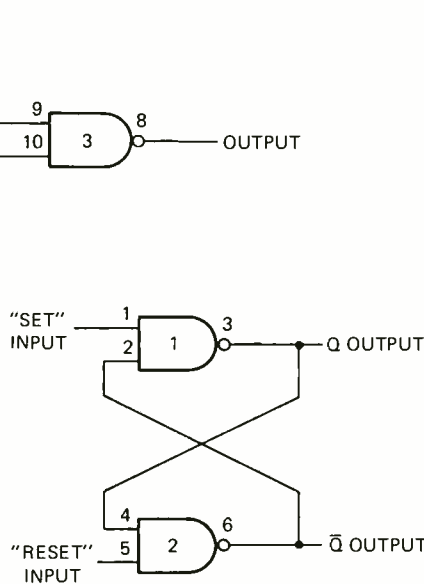 9
8
10
3
OUTPUT
"SET"
INPUT
1
2
1
3
Q OUTPUT
4
5
2
6
"RESET"
INPUT
Q̅ OUTPUT